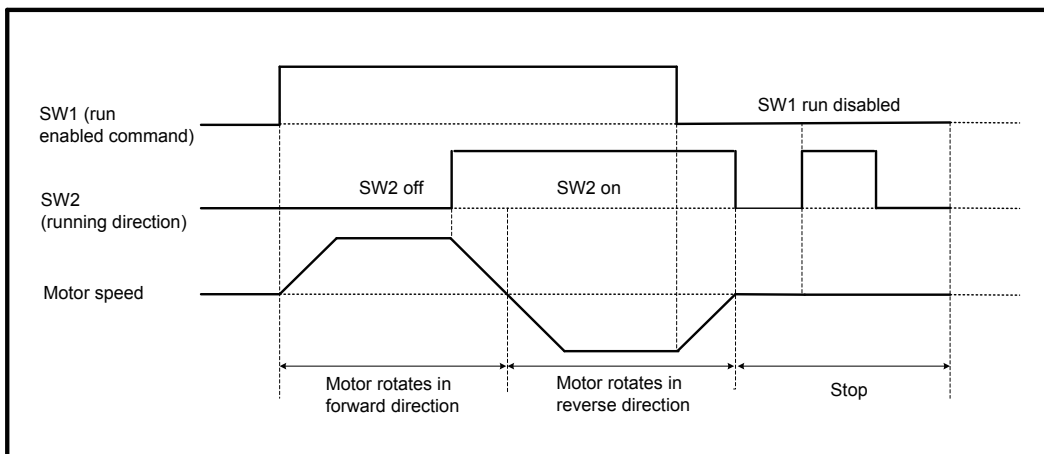 SW1 (run
enabled command)
SW1 run disabled
SW2
(running direction)
SW2 off
SW2 on
Motor speed
Motor rotates in
forward direction
Motor rotates in
reverse direction
Stop